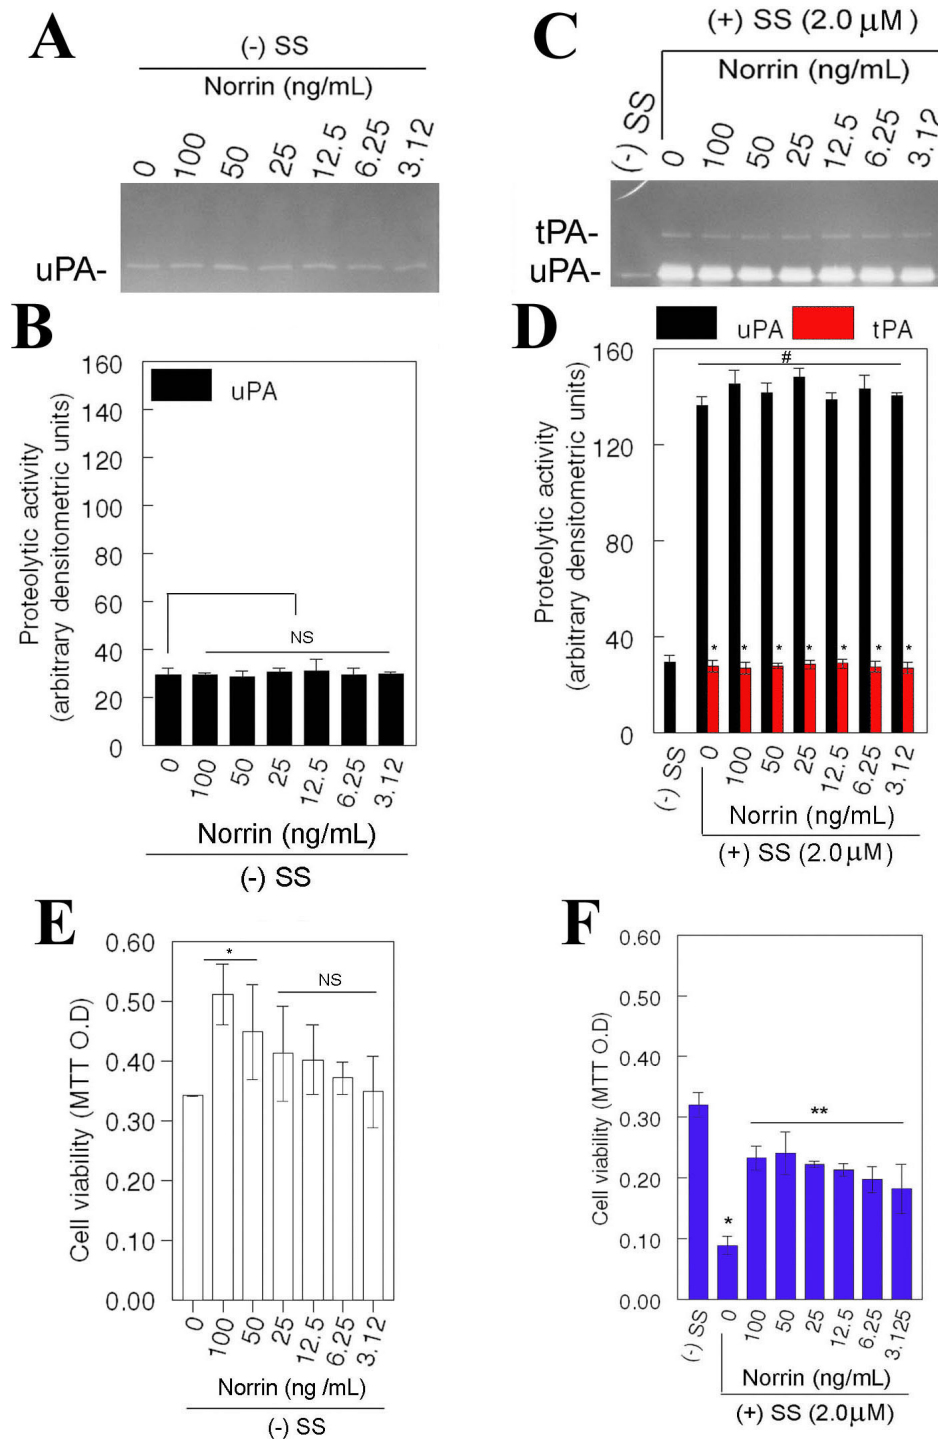 A
(-) SS
Norrin (ng/mL)
0 100 50 25 12.5 6.25 3.12
uPA-
C
(+) SS (2.0 μM)
Norrin (ng/mL)
(-) SS 0 100 50 25 12.5 6.25 3.12
tPA-
uPA-
B
uPA
160
140
120
100
80
60
40
20
0
Proteolytic activity
(arbitrary densitometric units)
NS
0 100 50 25 12.5 6.25 3.12
Norrin (ng/mL)
(-) SS
D
uPA tPA
160
140
100
40
0
Proteolytic activity
(arbitrary densitometric units)
#
* * * * * * *
(-) SS 0 100 50 25 12.5 6.25 3.12
Norrin (ng/mL)
(+) SS (2.0 μM)
E
0.60
0.50
0.40
0.30
0.20
0.10
0.00
Cell viability (MTT O.D)
*
NS
0 100 50 25 12.5 6.25 3.12
Norrin (ng /mL)
(-) SS
F
0.60
0.50
0.40
0.30
0.20
0.10
0.00
Cell viability (MTT O.D)
**
*
(-) SS 0 100 50 25 12.5 6.25 3.125
Norrin (ng/mL)
(+) SS (2.0μM)